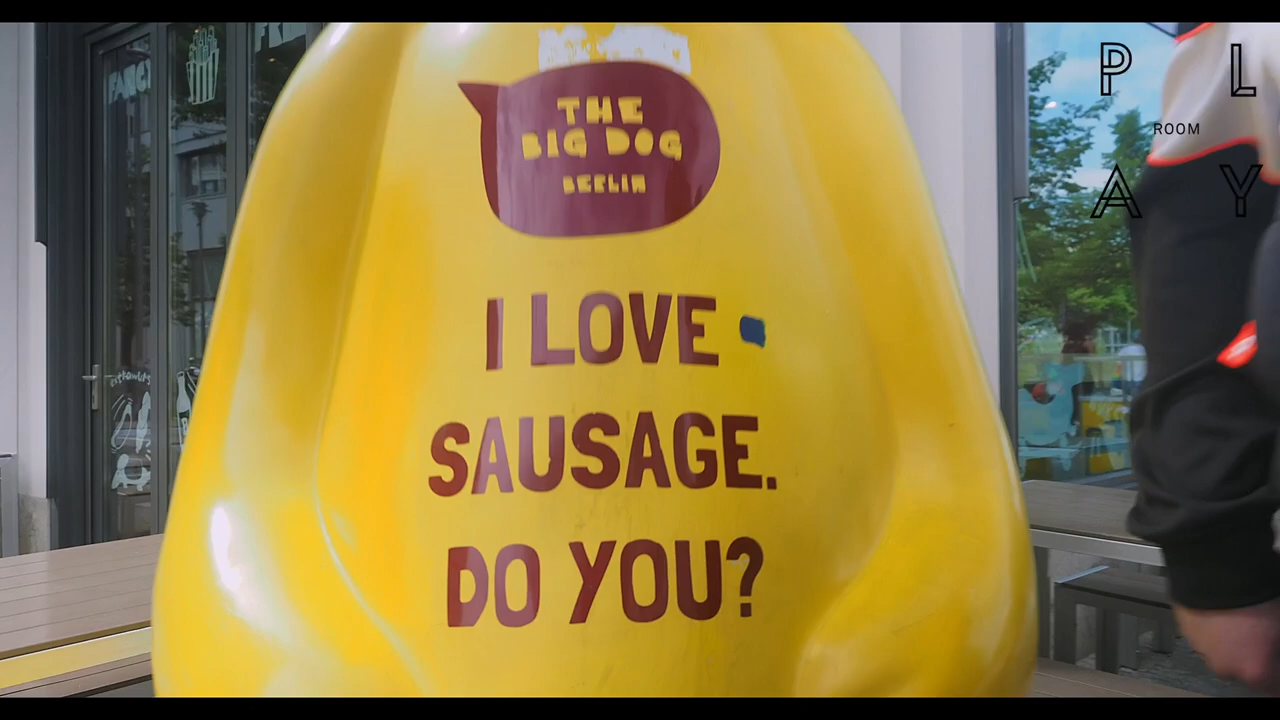 THE
BIG DOG
BERLIN
I LOVE
SAUSAGE.
DO YOU?
P L
ROOM
A Y